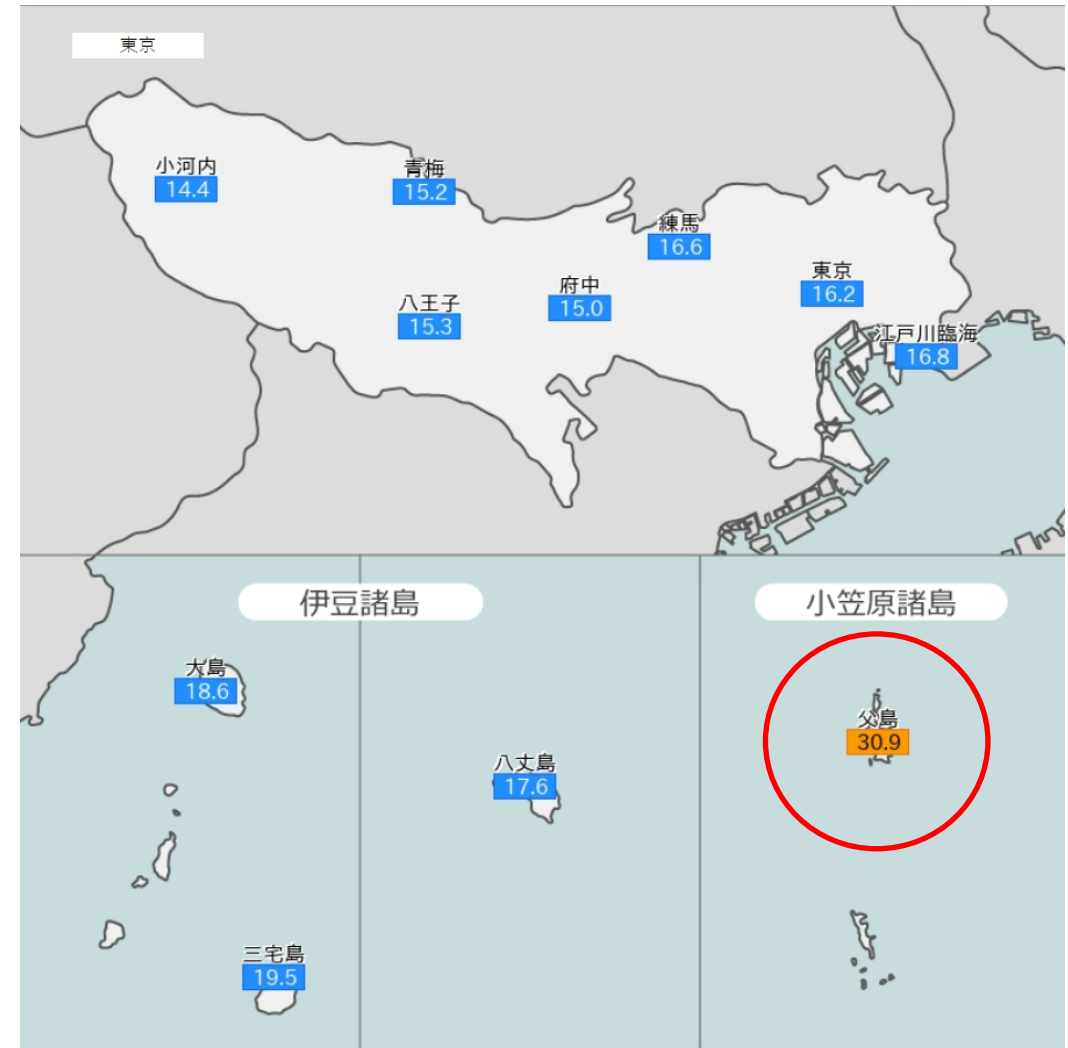 東京
小河内
14.4
青梅
15.2
練馬
16.6
東京
16.2
府中
15.0
八王子
15.3
江戸川臨海
16.8
伊豆諸島
小笠原諸島
大島
18.6
父島
30.9
八丈島
17.6
三宅島
19.5